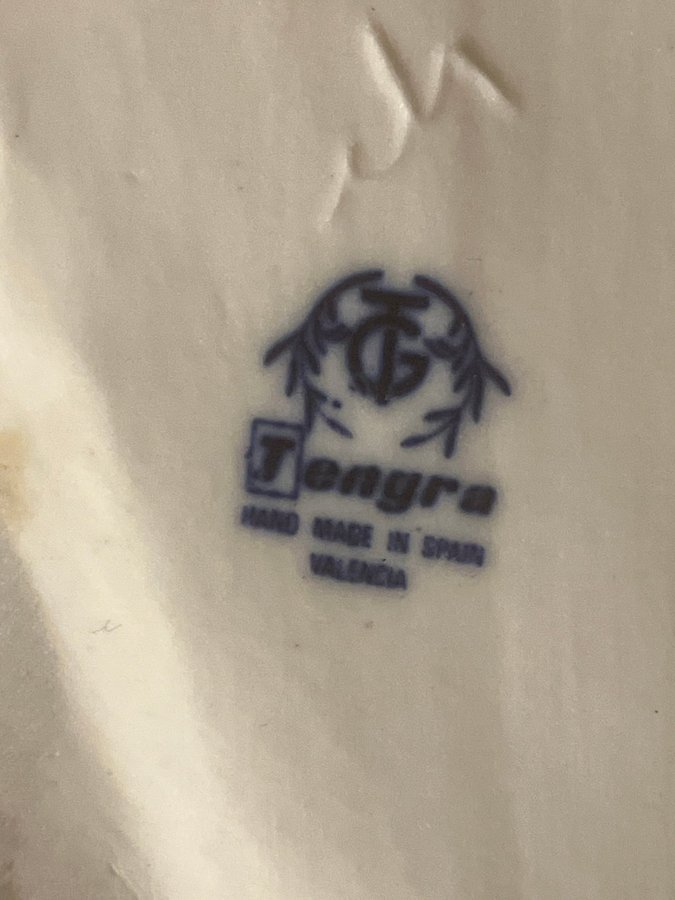 TG
Tengra
HAND MADE IN SPAIN
VALENCIA